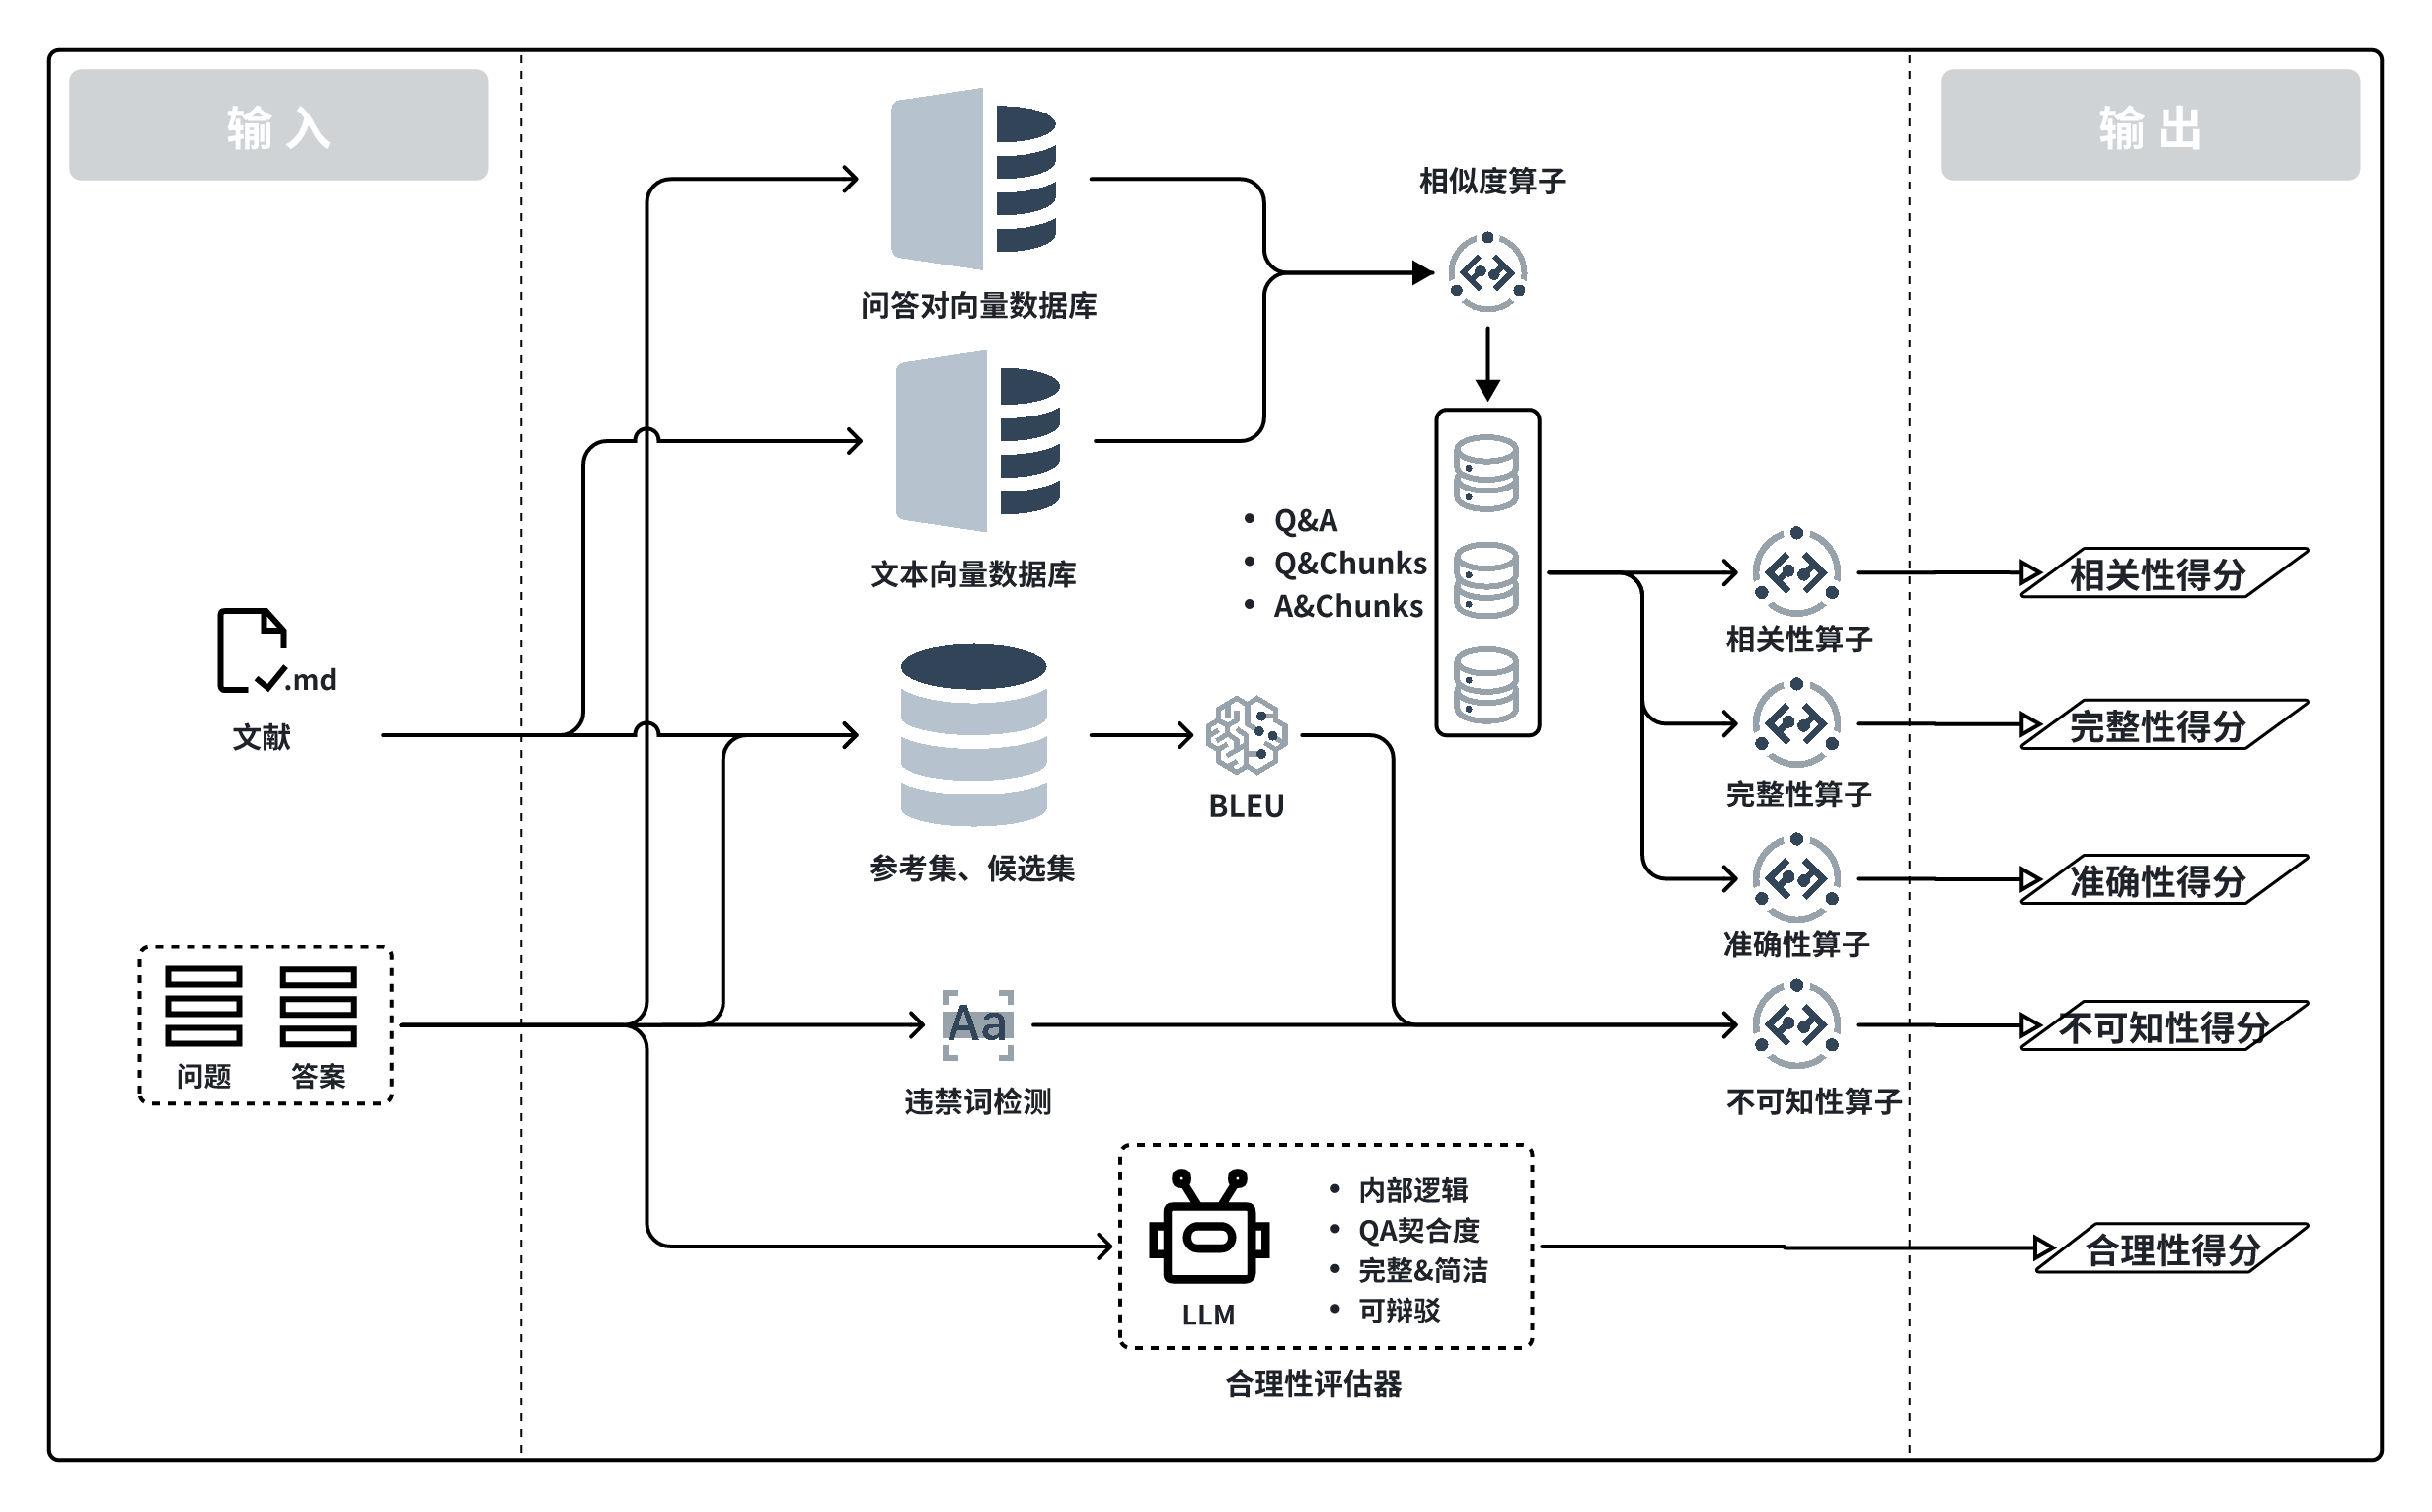 输入
输出
相似度算子
问答对向量数据库
文本向量数据库
• Q&A
• Q&Chunks
• A&Chunks
.md
文献
相关性得分
相关性算子
完整性得分
完整性算子
BLEU
参考集、候选集
准确性得分
准确性算子
问题
答案
Aa
违禁词检测
不可知性得分
不可知性算子
• 内部逻辑
• QA契合度
• 完整&简洁
• 可辩驳
LLM
合理性得分
合理性评估器